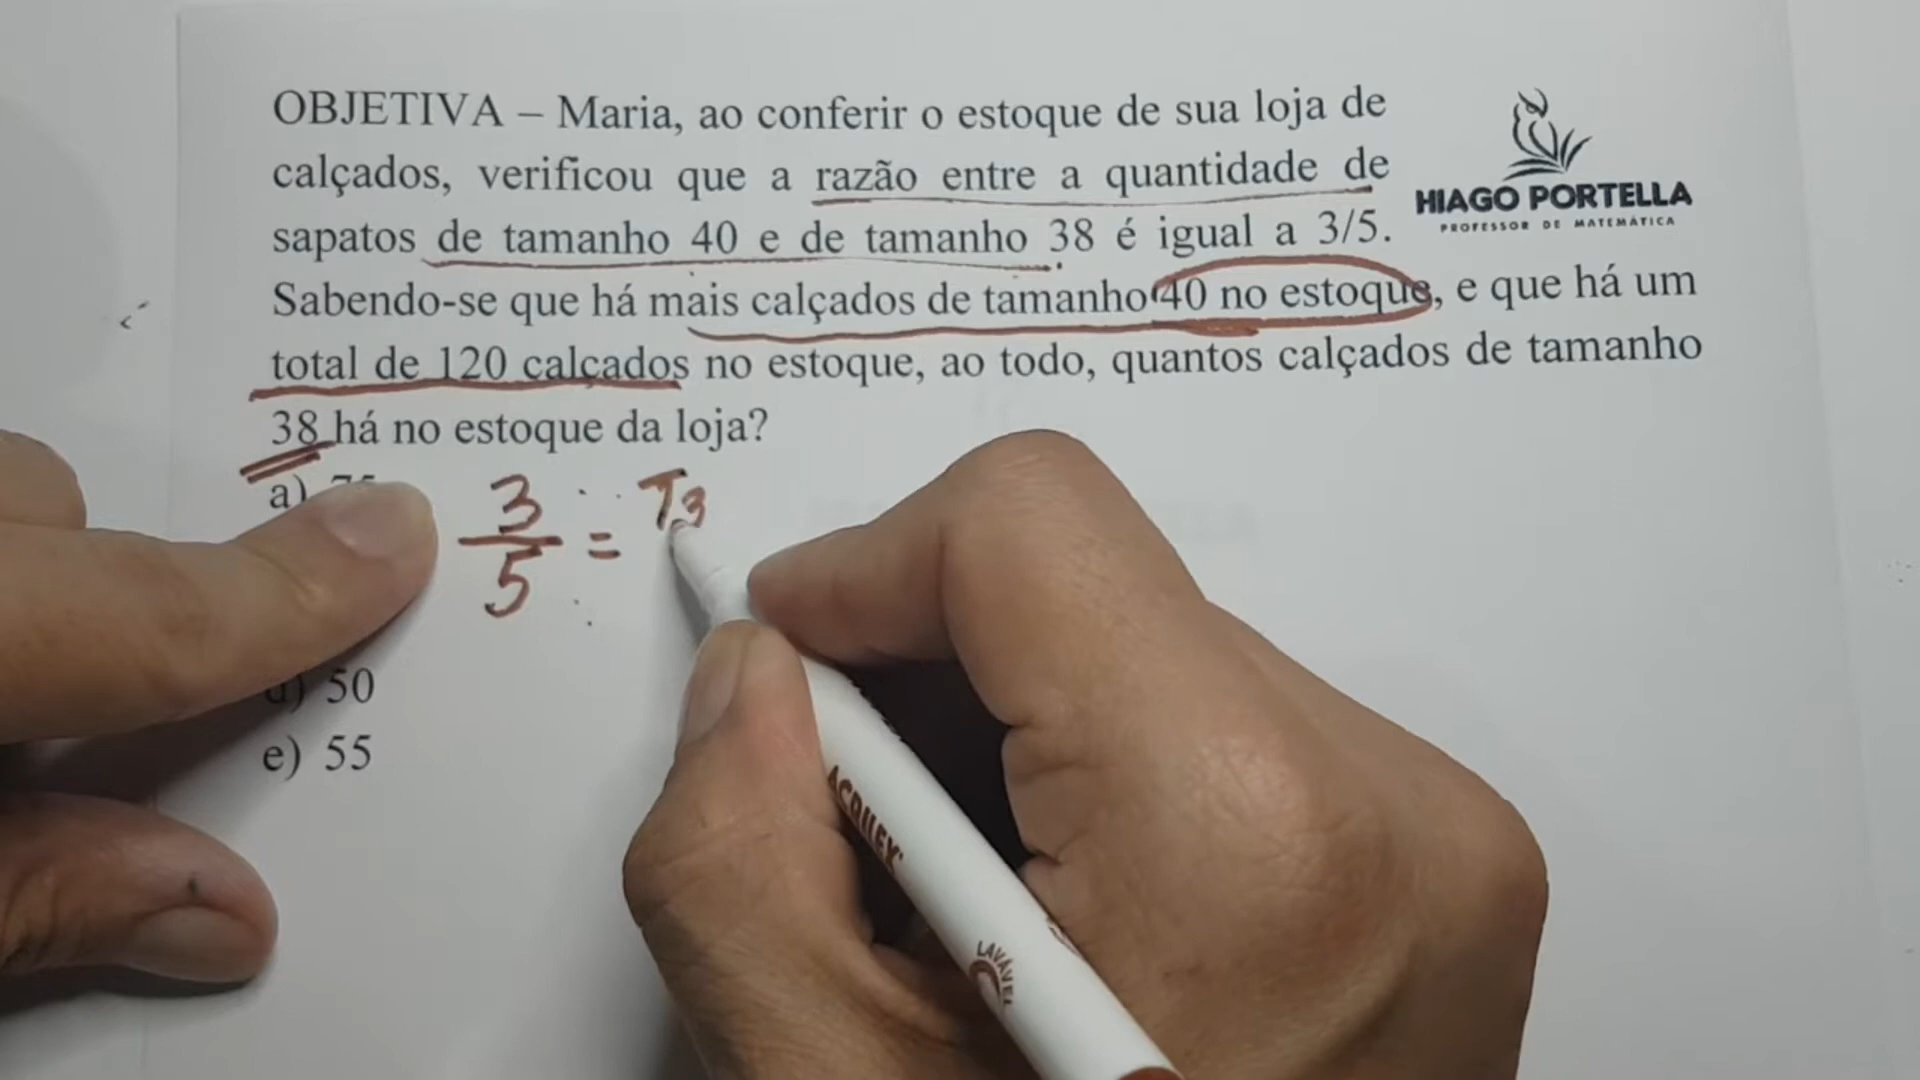 OBJETIVA – Maria, ao conferir o estoque de sua loja de
calçados, verificou que a razão entre a quantidade de
sapatos de tamanho 40 e de tamanho 38 é igual a 3/5.
Sabendo-se que há mais calçados de tamanho 40 no estoque, e que há um
total de 120 calçados no estoque, ao todo, quantos calçados de tamanho
38 há no estoque da loja?
HIAGO PORTELLA
PROFESSOR DE MATEMÁTICA
a)
3/5 = T3
d) 50
e) 55
ACRILEX
LAVÁVEL